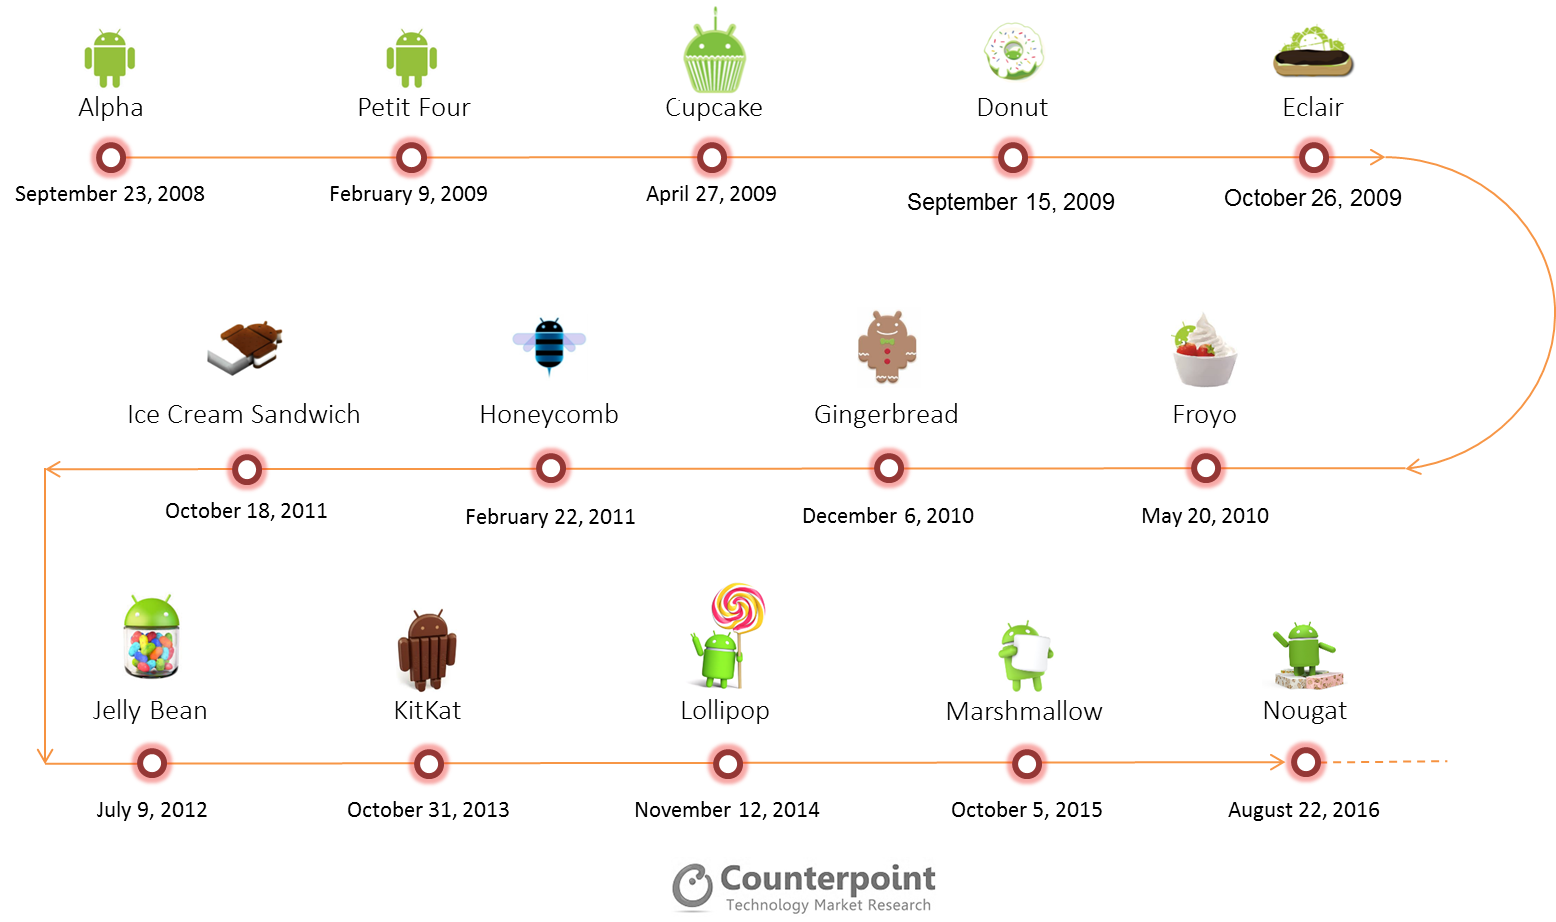 Alpha
Petit Four
Cupcake
Donut
Eclair
September 23, 2008
February 9, 2009
April 27, 2009
September 15, 2009
October 26, 2009
Ice Cream Sandwich
Honeycomb
Gingerbread
Froyo
October 18, 2011
February 22, 2011
December 6, 2010
May 20, 2010
Jelly Bean
KitKat
Lollipop
Marshmallow
Nougat
July 9, 2012
October 31, 2013
November 12, 2014
October 5, 2015
August 22, 2016
Counterpoint
Technology Market Research